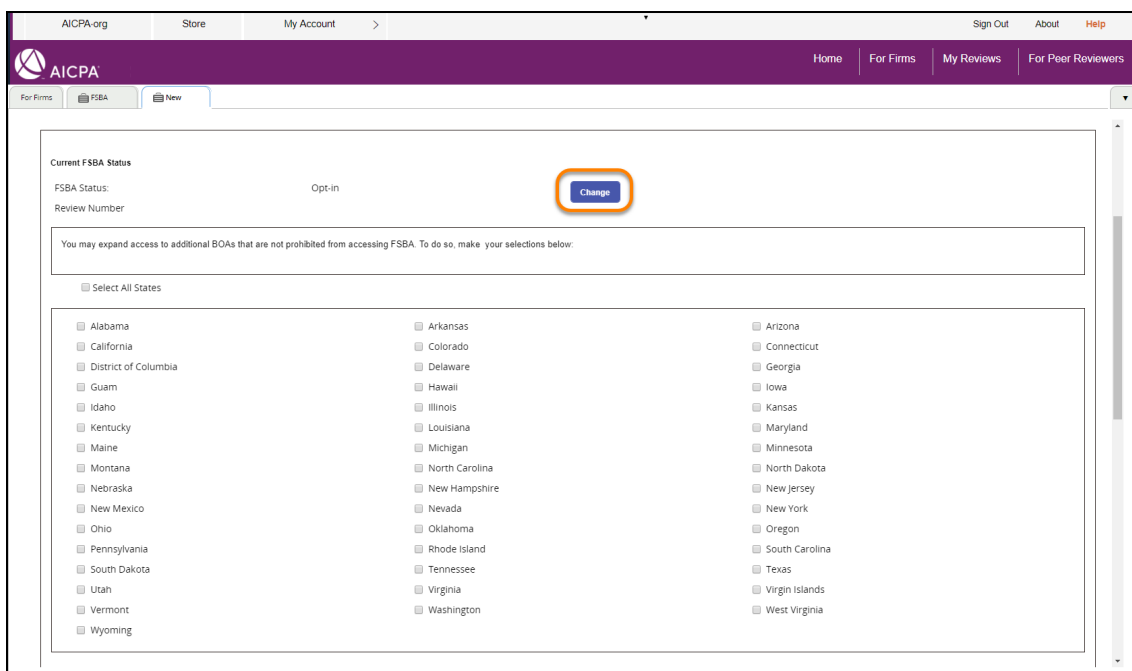 AICPA-org Store My Account > Sign Out About Help
AICPA Home For Firms My Reviews For Peer Reviewers
For Firms FSBA New
Current FSBA Status
FSBA Status: Opt-in Change
Review Number
You may expand access to additional BOAs that are not prohibited from accessing FSBA. To do so, make your selections below:
Select All States
Alabama Arkansas Arizona
California Colorado Connecticut
District of Columbia Delaware Georgia
Guam Hawaii Iowa
Idaho Illinois Kansas
Kentucky Louisiana Maryland
Maine Michigan Minnesota
Montana North Carolina North Dakota
Nebraska New Hampshire New Jersey
New Mexico Nevada New York
Ohio Oklahoma Oregon
Pennsylvania Rhode Island South Carolina
South Dakota Tennessee Texas
Utah Virginia Virgin Islands
Vermont Washington West Virginia
Wyoming